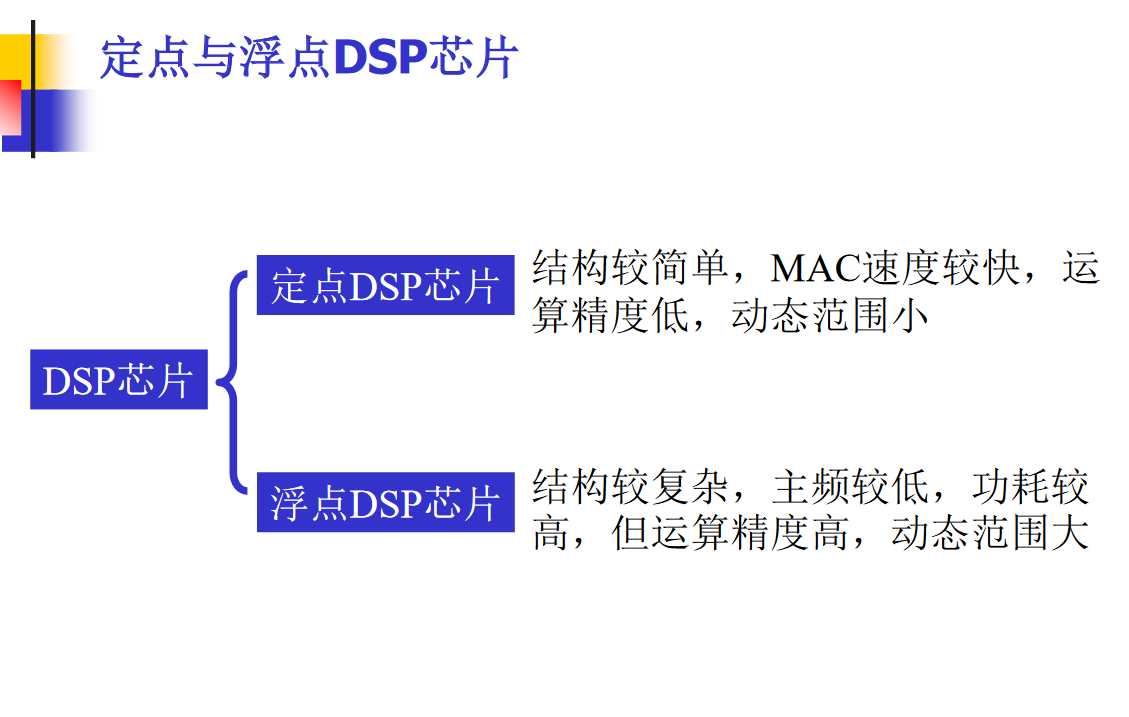 定点与浮点DSP芯片
DSP芯片
定点DSP芯片
结构较简单，MAC速度较快，运
算精度低，动态范围小
浮点DSP芯片
结构较复杂，主频较低，功耗较
高，但运算精度高，动态范围大